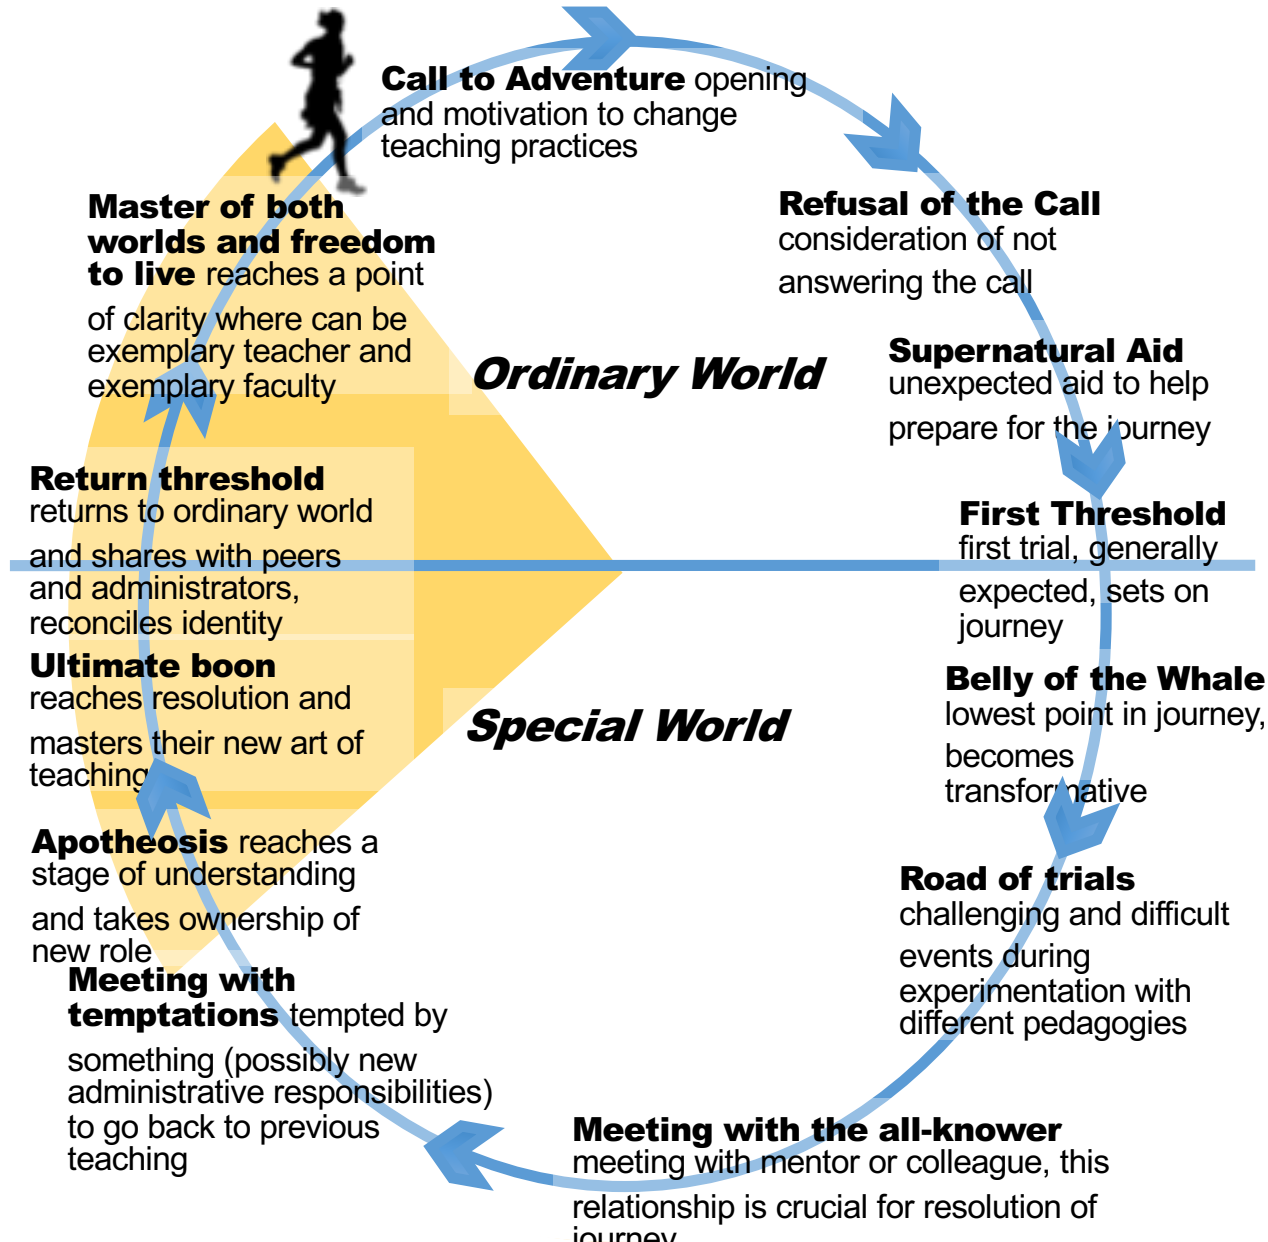 Call to Adventure opening
and motivation to change
teaching practices
Refusal of the Call
consideration of not
answering the call
Supernatural Aid
unexpected aid to help
prepare for the journey
First Threshold
first trial, generally
expected, sets on
journey
Belly of the Whale
lowest point in journey,
becomes
transformative
Road of trials
challenging and difficult
events during
experimentation with
different pedagogies
Meeting with the all-knower
meeting with mentor or colleague, this
relationship is crucial for resolution of
journey
Meeting with
temptations tempted by
something (possibly new
administrative responsibilities)
to go back to previous
teaching
Apotheosis reaches a
stage of understanding
and takes ownership of
new role
Ultimate boon
reaches resolution and
masters their new art of
teaching
Return threshold
returns to ordinary world
and shares with peers
and administrators,
reconciles identity
Master of both
worlds and freedom
to live reaches a point
of clarity where can be
exemplary teacher and
exemplary faculty
Ordinary World
Special World